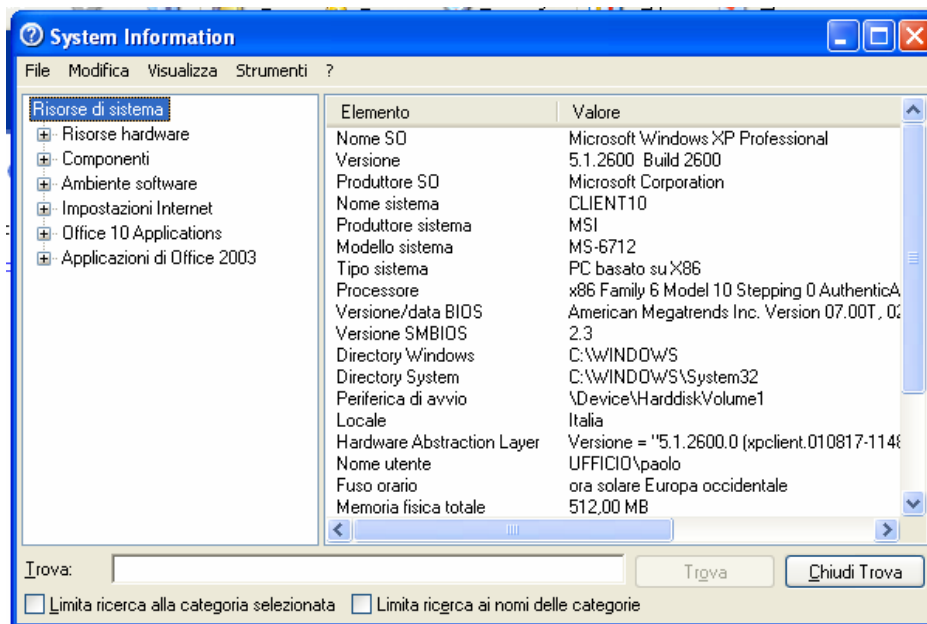 System Information
File Modifica Visualizza Strumenti ?
Risorse di sistema
Risorse hardware
Componenti
Ambiente software
Impostazioni Internet
Office 10 Applications
Applicazioni di Office 2003
Elemento Valore
Nome SO Microsoft Windows XP Professional
Versione 5.1.2600 Build 2600
Produttore SO Microsoft Corporation
Nome sistema CLIENT10
Produttore sistema MSI
Modello sistema MS-6712
Tipo sistema PC basato su X86
Processore x86 Family 6 Model 10 Stepping 0 AuthenticA
Versione/data BIOS American Megatrends Inc. Version 07.00T, 02
Versione SMBIOS 2.3
Directory Windows C:\WINDOWS
Directory System C:\WINDOWS\System32
Periferica di avvio \Device\HarddiskVolume1
Locale Italia
Hardware Abstraction Layer Versione = "5.1.2600.0 (xpclient.010817-1148
Nome utente UFFICIO\paolo
Fuso orario ora solare Europa occidentale
Memoria fisica totale 512,00 MB
Trova: Trova Chiudi Trova
Limita ricerca alla categoria selezionata Limita ricerca ai nomi delle categorie